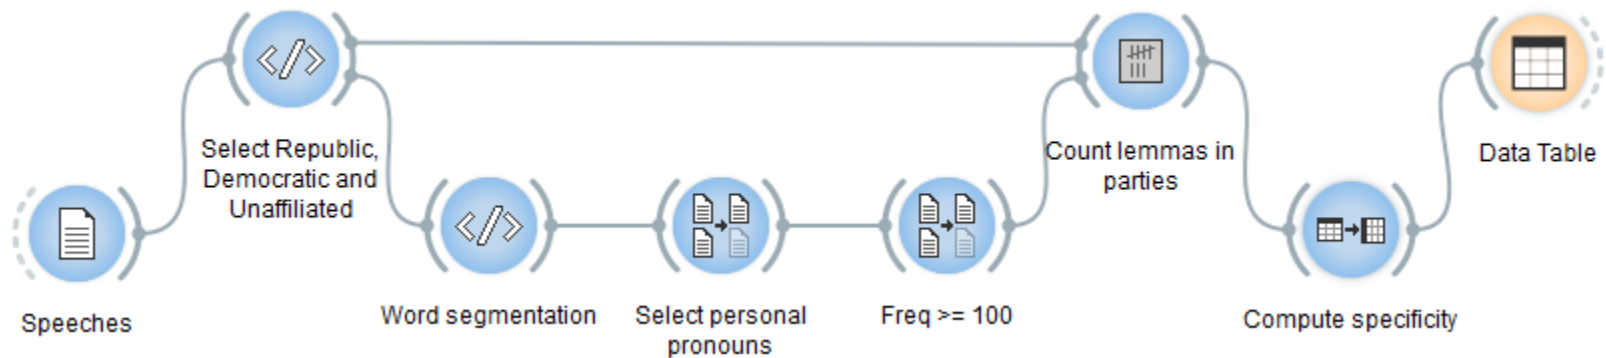 Speeches
Select Republic,
Democratic and
Unaffiliated
Word segmentation
Select personal
pronouns
Freq >= 100
Count lemmas in
parties
Compute specificity
Data Table